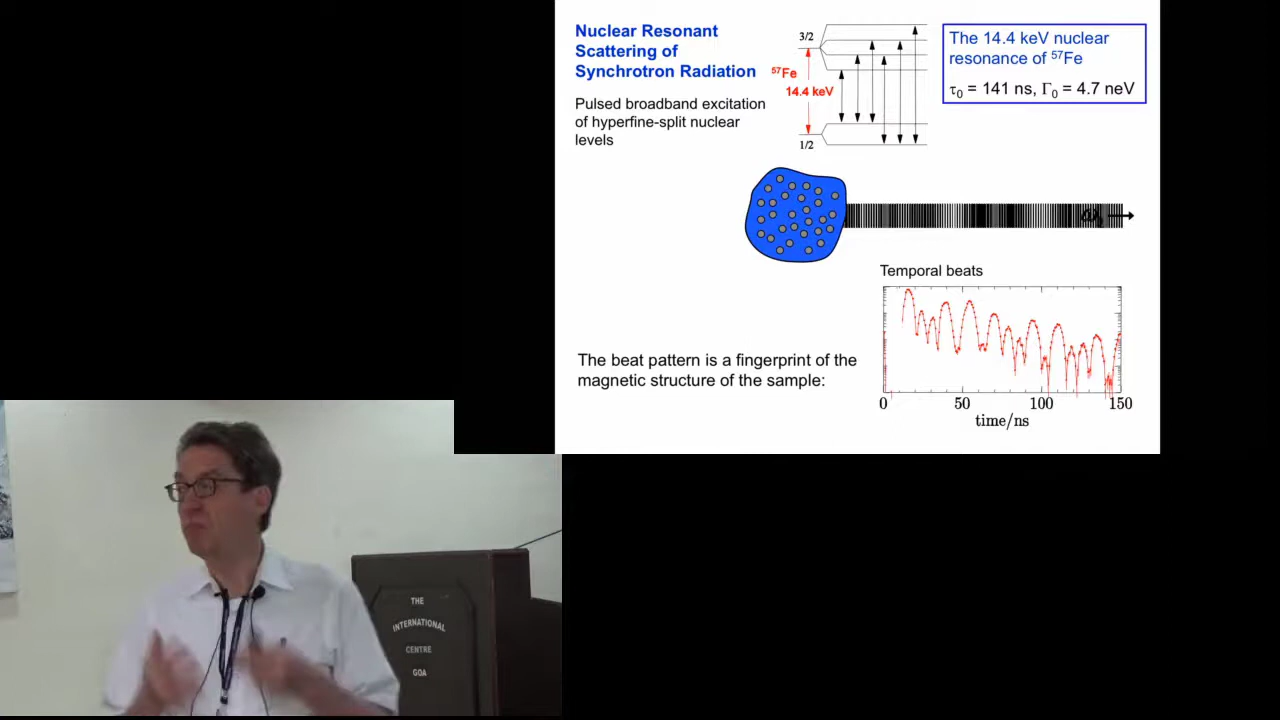 Nuclear Resonant
Scattering of
Synchrotron Radiation
Pulsed broadband excitation
of hyperfine-split nuclear
levels
3/2
⁵⁷Fe
14.4 keV
1/2
The 14.4 keV nuclear
resonance of ⁵⁷Fe
τ₀ = 141 ns, Γ₀ = 4.7 neV
Temporal beats
The beat pattern is a fingerprint of the
magnetic structure of the sample:
0 50 100 150
time/ns
THE
INTERNATIONAL
CENTRE
GOA